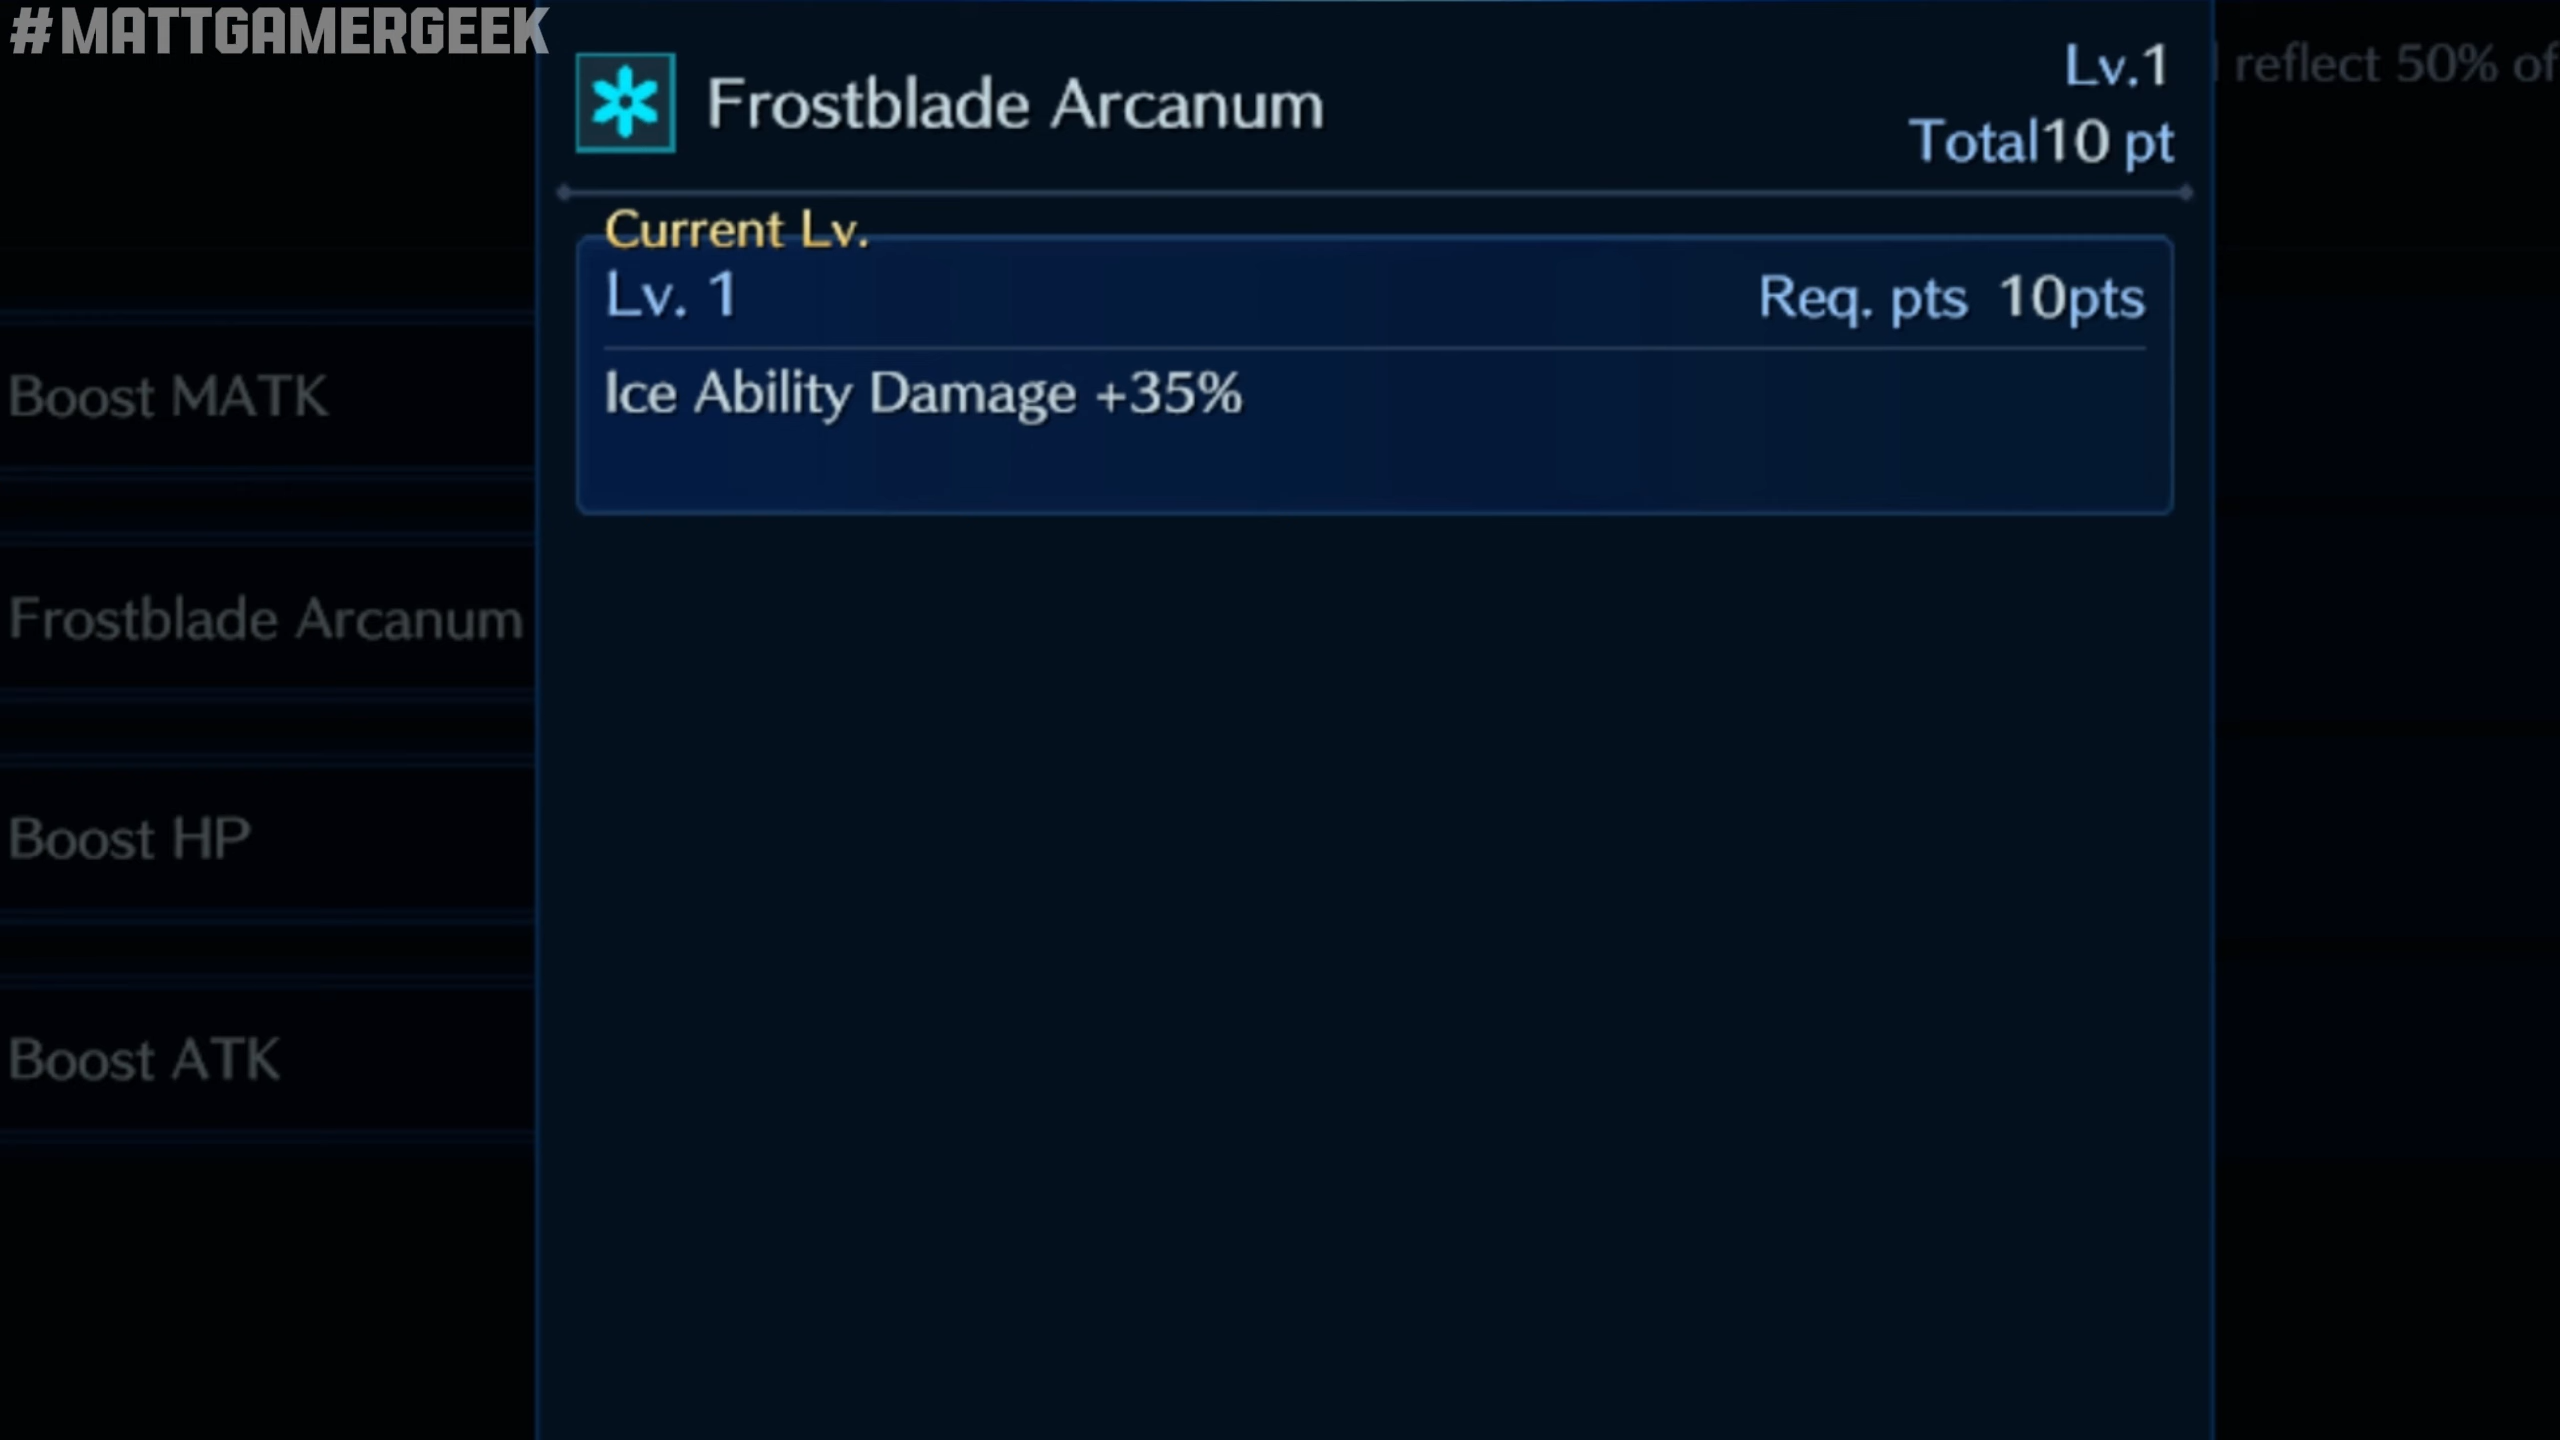 #MATTGAMERGEEK
Frostblade Arcanum
Lv.1
Total10 pt
reflect 50% of
Current Lv.
Lv. 1
Req. pts 10pts
Ice Ability Damage +35%
Boost MATK
Frostblade Arcanum
Boost HP
Boost ATK